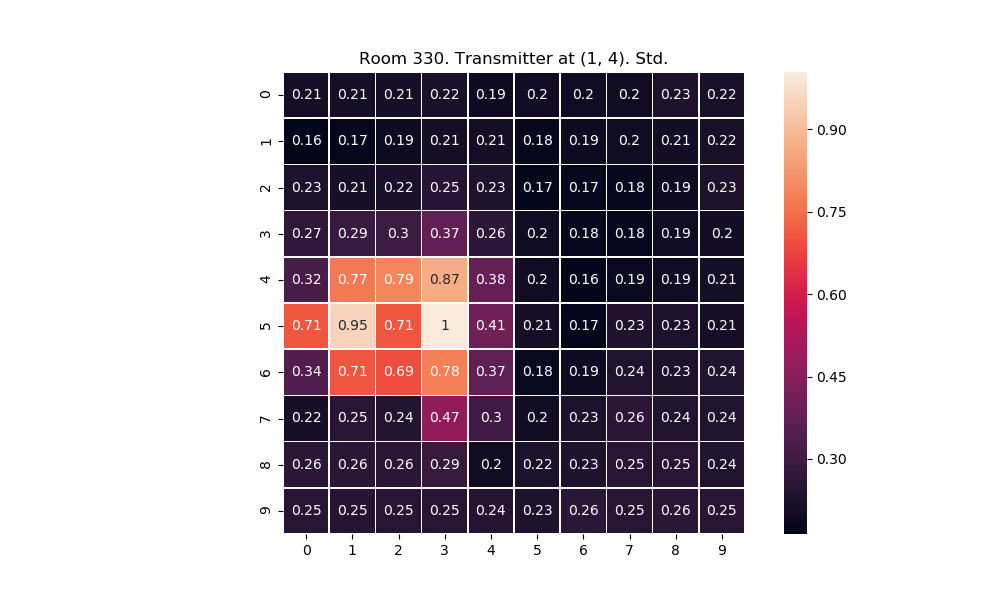 Room 330. Transmitter at (1, 4). Std.
0 0.21 0.21 0.21 0.22 0.19 0.2 0.2 0.2 0.23 0.22
1 0.16 0.17 0.19 0.21 0.21 0.18 0.19 0.2 0.21 0.22
2 0.23 0.21 0.22 0.25 0.23 0.17 0.17 0.18 0.19 0.23
3 0.27 0.29 0.3 0.37 0.26 0.2 0.18 0.18 0.19 0.2
4 0.32 0.77 0.79 0.87 0.38 0.2 0.16 0.19 0.19 0.21
5 0.71 0.95 0.71 1 0.41 0.21 0.17 0.23 0.23 0.21
6 0.34 0.71 0.69 0.78 0.37 0.18 0.19 0.24 0.23 0.24
7 0.22 0.25 0.24 0.47 0.3 0.2 0.23 0.26 0.24 0.24
8 0.26 0.26 0.26 0.29 0.2 0.22 0.23 0.25 0.25 0.24
9 0.25 0.25 0.25 0.25 0.24 0.23 0.26 0.25 0.26 0.25
0 1 2 3 4 5 6 7 8 9
0.90
0.75
0.60
0.45
0.30